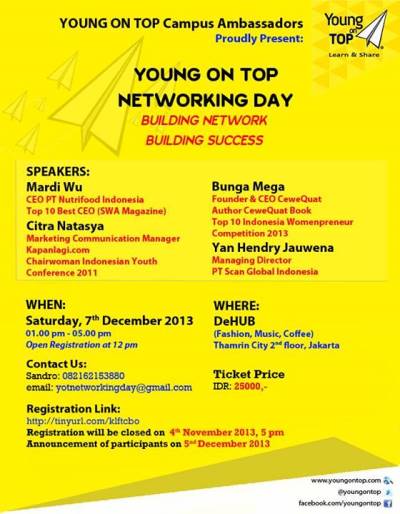 YOUNG ON TOP Campus Ambassadors
Proudly Present:
Young
on
TOP
Learn & Share
YOUNG ON TOP
NETWORKING DAY
BUILDING NETWORK
BUILDING SUCCESS
SPEAKERS:
Mardi Wu
CEO PT Nutrifood Indonesia
Top 10 Best CEO (SWA Magazine)
Citra Natasya
Marketing Communication Manager
Kapanlagi.com
Chairwoman Indonesian Youth
Conference 2011
Bunga Mega
Founder & CEO CeweQuat
Author CeweQuat Book
Top 10 Indonesia Womenpreneur
Competition 2013
Yan Hendry Jauwena
Managing Director
PT Scan Global Indonesia
WHEN:
Saturday, 7th December 2013
01.00 pm - 05.00 pm
Open Registration at 12 pm
WHERE:
DeHUB
(Fashion, Music, Coffee)
Thamrin City 2nd floor, Jakarta
Contact Us:
Sandro: 082162153880
email: yotnetworkingday@gmail.com
Ticket Price
IDR: 25000,-
Registration Link:
http://tinyurl.com/klftcbo
Registration will be closed on 4th November 2013, 5 pm
Announcement of participants on 5nd December 2013
www.youngontop.com
@youngontop
facebook.com/youngontop